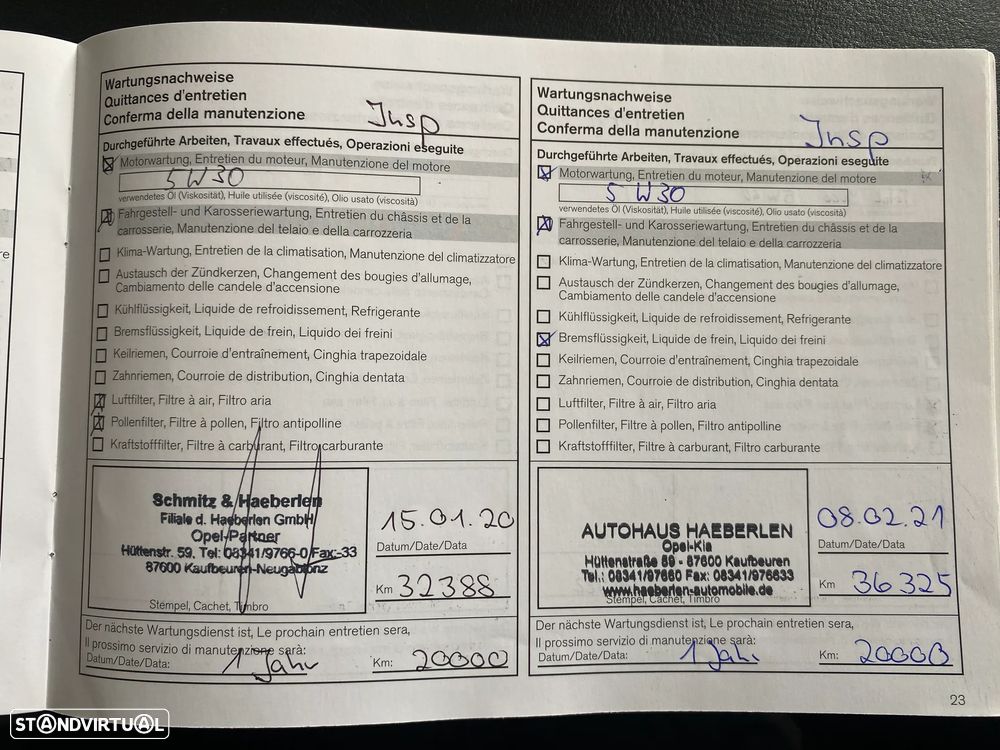 Wartungsnachweise
Quittances d'entretien
Conferma della manutenzione
Insp
Durchgeführte Arbeiten, Travaux effectués, Operazioni eseguite
Motorwartung, Entretien du moteur, Manutenzione del motore
5W30
verwendetes Öl (Viskosität), Huile utilisée (viscosité), Olio usato (viscosità)
Fahrgestell- und Karosseriewartung, Entretien du châssis et de la
carrosserie, Manutenzione del telaio e della carrozzeria
Klima-Wartung, Entretien de la climatisation, Manutenzione del climatizzatore
Austausch der Zündkerzen, Changement des bougies d'allumage,
Cambiamento delle candele d'accensione
Kühlflüssigkeit, Liquide de refroidissement, Refrigerante
Bremsflüssigkeit, Liquide de frein, Liquido dei freini
Keilriemen, Courroie d'entraînement, Cinghia trapezoidale
Zahnriemen, Courroie de distribution, Cinghia dentata
Luftfilter, Filtre à air, Filtro aria
Pollenfilter, Filtre à pollen, Filtro antipolline
Kraftstofffilter, Filtre à carburant, Filtro carburante
Schmitz & Haeberlen
Filiale d. Haeberlen GmbH
Opel-Partner
Hüttenstr. 59, Tel: 08341/9766-0 Fax:-33
87600 Kaufbeuren-Neugablonz
Stempel, Cachet, Timbro
15.01.20
Datum/Date/Data
Km 32388
Der nächste Wartungsdienst ist, Le prochain entretien sera,
Il prossimo servizio di manutenzione sarà:
Datum/Date/Data: 1 Jahr Km: 20000
Wartungsnachweise
Quittances d'entretien
Conferma della manutenzione
Insp
Durchgeführte Arbeiten, Travaux effectués, Operazioni eseguite
Motorwartung, Entretien du moteur, Manutenzione del motore
5W30
verwendetes Öl (Viskosität), Huile utilisée (viscosité), Olio usato (viscosità)
Fahrgestell- und Karosseriewartung, Entretien du châssis et de la
carrosserie, Manutenzione del telaio e della carrozzeria
Klima-Wartung, Entretien de la climatisation, Manutenzione del climatizzatore
Austausch der Zündkerzen, Changement des bougies d'allumage,
Cambiamento delle candele d'accensione
Kühlflüssigkeit, Liquide de refroidissement, Refrigerante
Bremsflüssigkeit, Liquide de frein, Liquido dei freini
Keilriemen, Courroie d'entraînement, Cinghia trapezoidale
Zahnriemen, Courroie de distribution, Cinghia dentata
Luftfilter, Filtre à air, Filtro aria
Pollenfilter, Filtre à pollen, Filtro antipolline
Kraftstofffilter, Filtre à carburant, Filtro carburante
AUTOHAUS HAEBERLEN
Opel-Kia
Hüttenstraße 59 - 87600 Kaufbeuren
Tel.: 08341/97660 Fax: 08341/976633
www.haeberlen-automobile.de
Stempel, Cachet, Timbro
08.02.21
Datum/Date/Data
Km 36325
Der nächste Wartungsdienst ist, Le prochain entretien sera,
Il prossimo servizio di manutenzione sarà:
Datum/Date/Data: 1 Jahr Km: 20000
23
STANDVIRTUAL